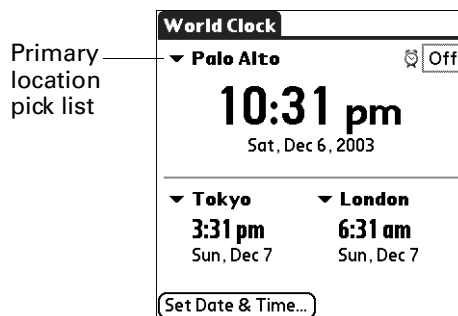 World Clock
Primary
location
pick list
Palo Alto
Off
10:31 pm
Sat, Dec 6, 2003
Tokyo
London
3:31 pm
6:31 am
Sun, Dec 7
Sun, Dec 7
Set Date & Time...